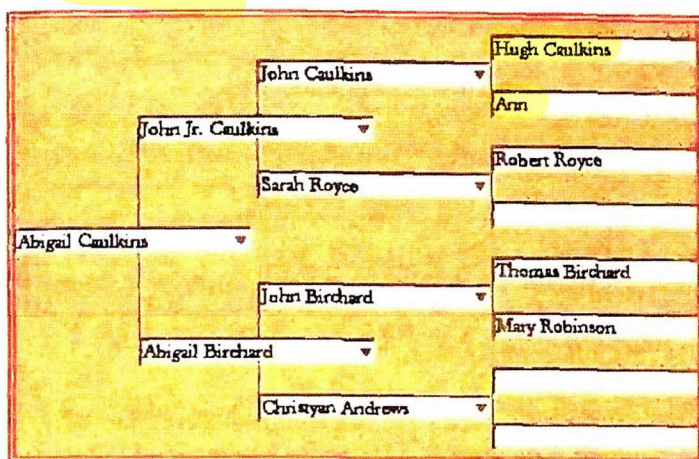 Hugh Caulkins
John Caulkins
Ann
John Jr. Caulkins
Robert Royce
Sarah Royce
Abigail Caulkins
Thomas Birchard
John Birchard
Mary Robinson
Abigail Birchard
Christyan Andrews